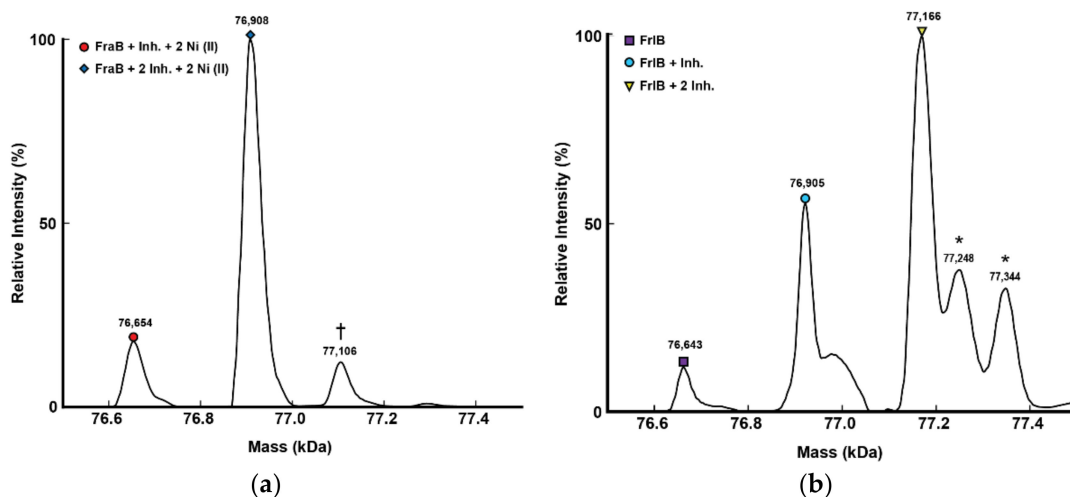 FraB + Inh. + 2 Ni (II)
FraB + 2 Inh. + 2 Ni (II)
76,908
76,654
†
77,106
100
50
0
Relative Intensity (%)
76.6 76.8 77.0 77.2 77.4
Mass (kDa)
(a)
FrlB
FrlB + Inh.
FrlB + 2 Inh.
77,166
76,905
76,643
*
77,248
*
77,344
100
50
0
Relative Intensity (%)
76.6 76.8 77.0 77.2 77.4
Mass (kDa)
(b)